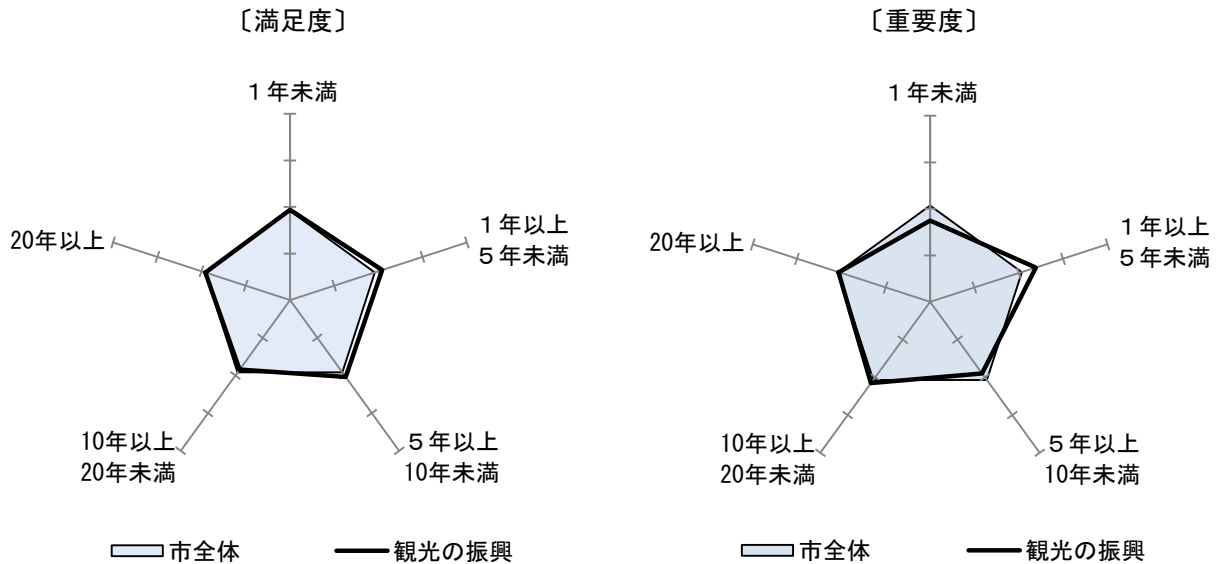 〔満足度〕
１年未満
１年以上
５年未満
５年以上
10年未満
10年以上
20年未満
20年以上
市全体
観光の振興
〔重要度〕
１年未満
１年以上
５年未満
５年以上
10年未満
10年以上
20年未満
20年以上
市全体
観光の振興